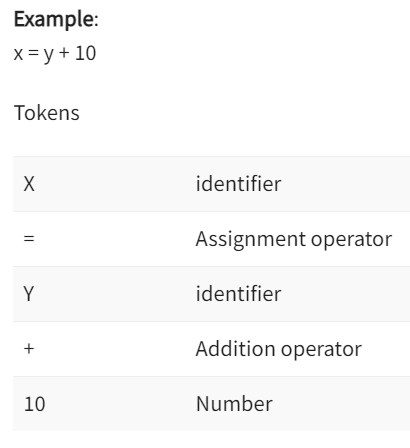 Example:
x = y + 10
Tokens
X identifier
= Assignment operator
Y identifier
+ Addition operator
10 Number